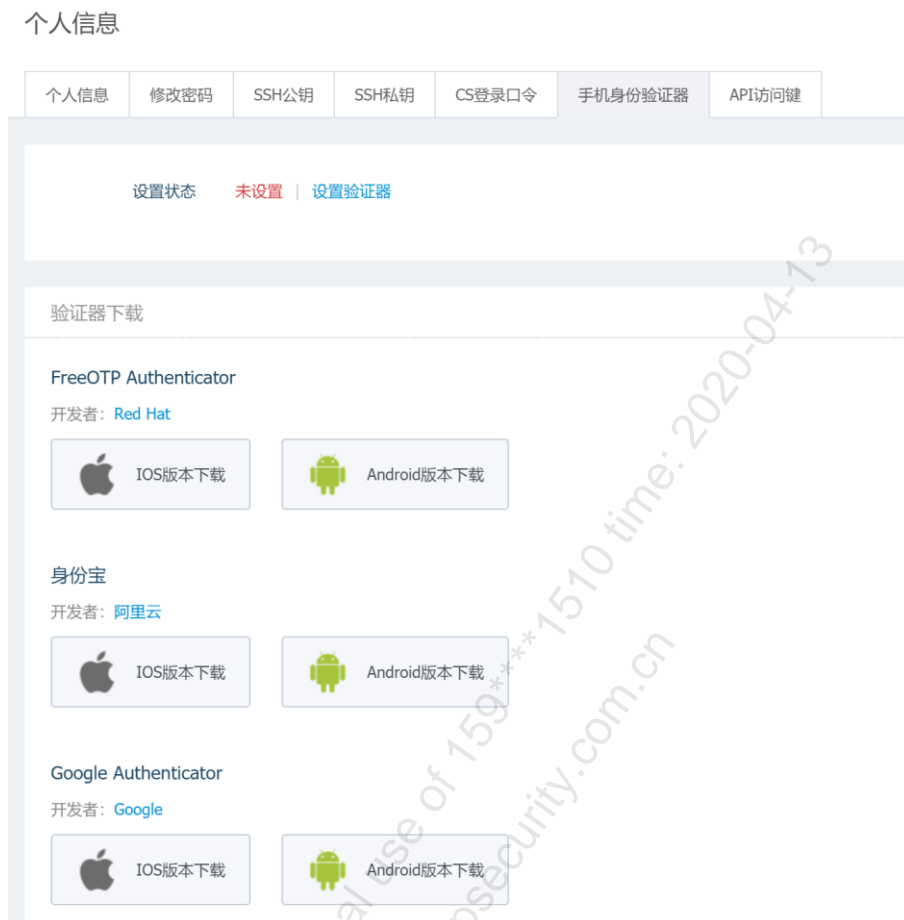 个人信息
个人信息 修改密码 SSH公钥 SSH私钥 CS登录口令 手机身份验证器 API访问键
设置状态 未设置 | 设置验证器
验证器下载
FreeOTP Authenticator
开发者：Red Hat
IOS版本下载 Android版本下载
身份宝
开发者：阿里云
IOS版本下载 Android版本下载
Google Authenticator
开发者：Google
IOS版本下载 Android版本下载
use of 159****1510 time: 2020-04-13
security.com.cn